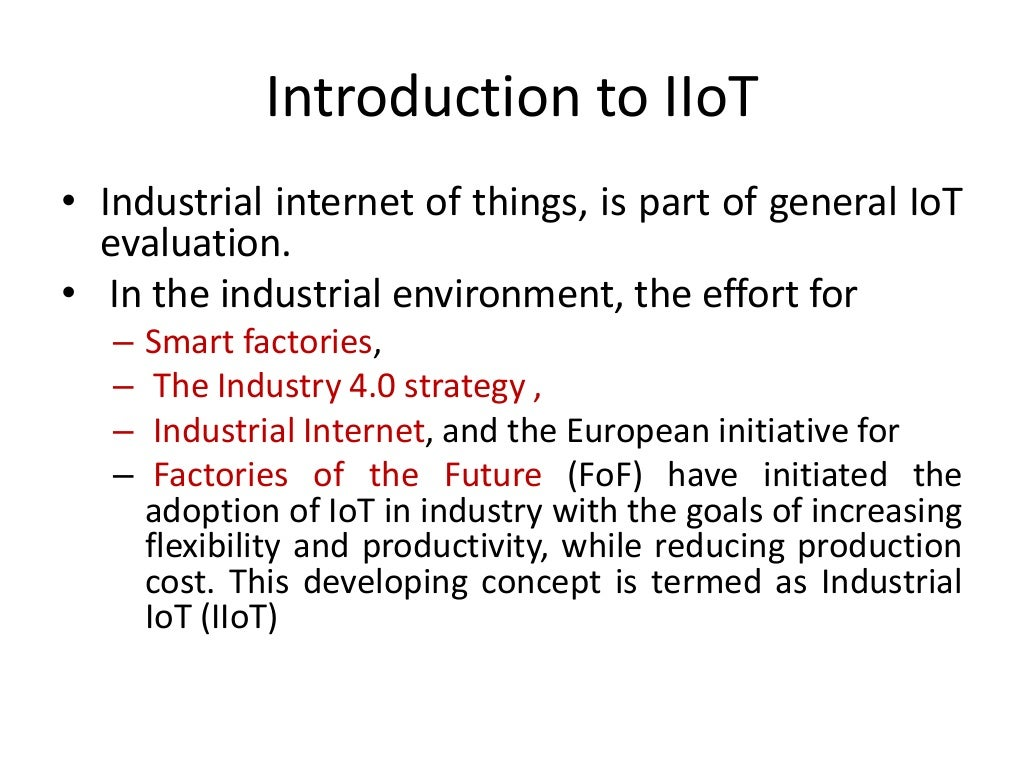 Introduction to IIoT
• Industrial internet of things, is part of general IoT
evaluation.
• In the industrial environment, the effort for
– Smart factories,
– The Industry 4.0 strategy ,
– Industrial Internet, and the European initiative for
– Factories of the Future (FoF) have initiated the
adoption of IoT in industry with the goals of increasing
flexibility and productivity, while reducing production
cost. This developing concept is termed as Industrial
IoT (IIoT)